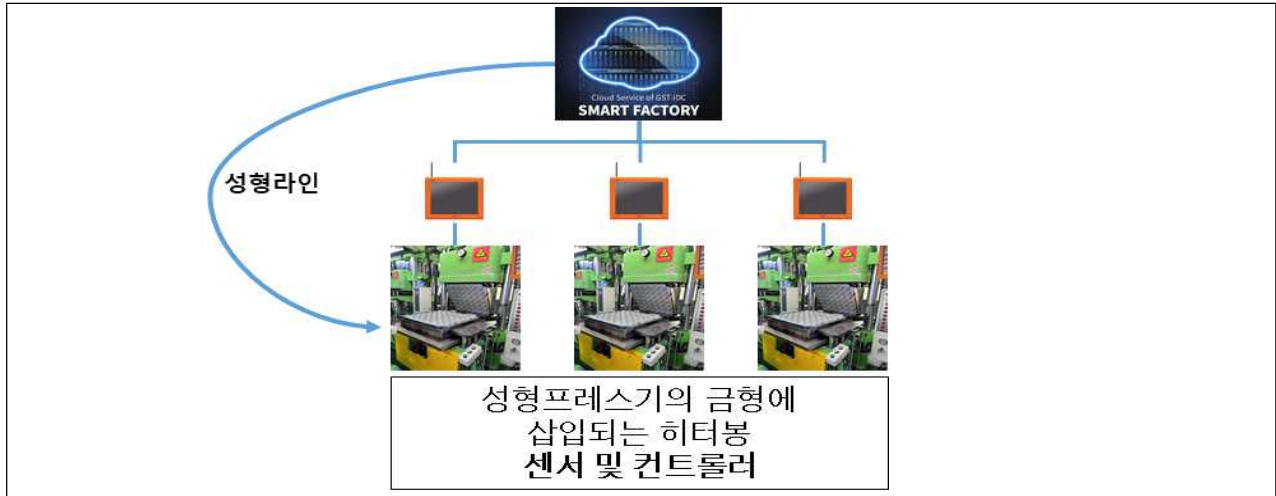 Cloud Service of GST-IDC
SMART FACTORY
성형라인
성형프레스기의 금형에
삽입되는 히터봉
센서 및 컨트롤러